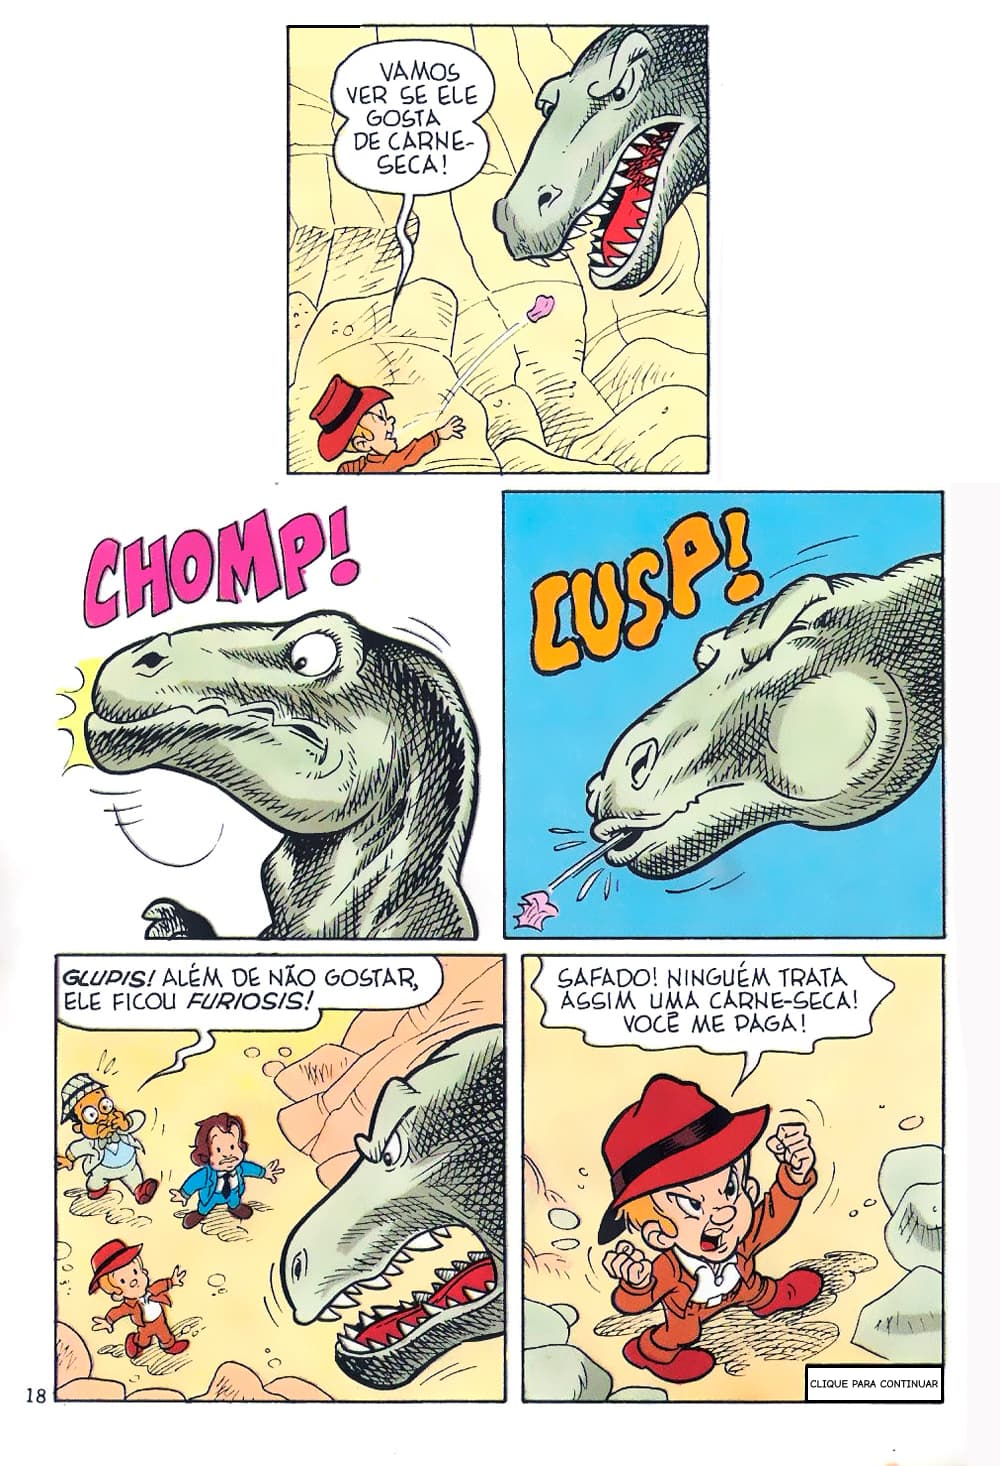 VAMOS
VER SE ELE
GOSTA
DE CARNE-
SECA!
CHOMP!
CUSP!
GLUPIS! ALÉM DE NÃO GOSTAR,
ELE FICOU FURIOSIS!
SAFADO! NINGUÉM TRATA
ASSIM UMA CARNE-SECA!
VOCÊ ME PAGA!
CLIQUE PARA CONTINUAR
18